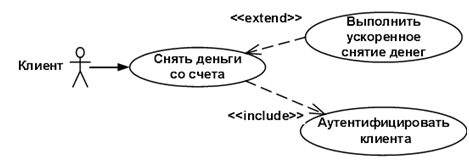 <<extend>>
Выполнить
ускоренное
снятие денег
Клиент
Снять деньги
со счета
<<include>>
Аутентифицировать
клиента